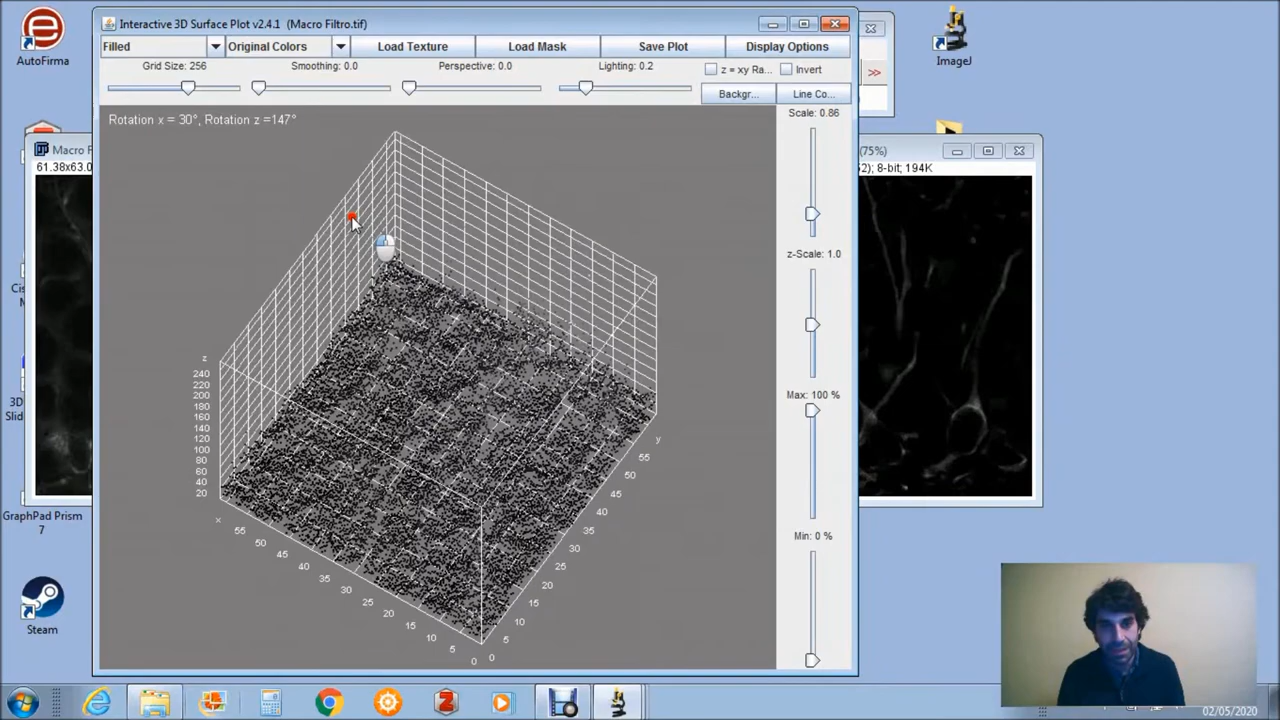 AutoFirma
Interactive 3D Surface Plot v2.4.1 (Macro Filtro.tif)
Filled
Original Colors
Load Texture
Load Mask
Save Plot
Display Options
Grid Size: 256
Smoothing: 0.0
Perspective: 0.0
Lighting: 0.2
z = xy Ra...
Invert
Backgr...
Line Co...
>>
ImageJ
Rotation x = 30°, Rotation z =147°
Scale: 0.86
Macro F
61.38x63.0
(75%)
52); 8-bit; 194K
z-Scale: 1.0
Max: 100 %
Min: 0 %
z
240
220
200
180
160
140
120
100
80
60
40
20
x
55
50
45
40
35
30
25
20
15
10
5
0
y
55
50
45
40
35
30
25
20
15
10
5
0
Cis
M
3D
Slid
GraphPad Prism
7
Steam
02/05/2020